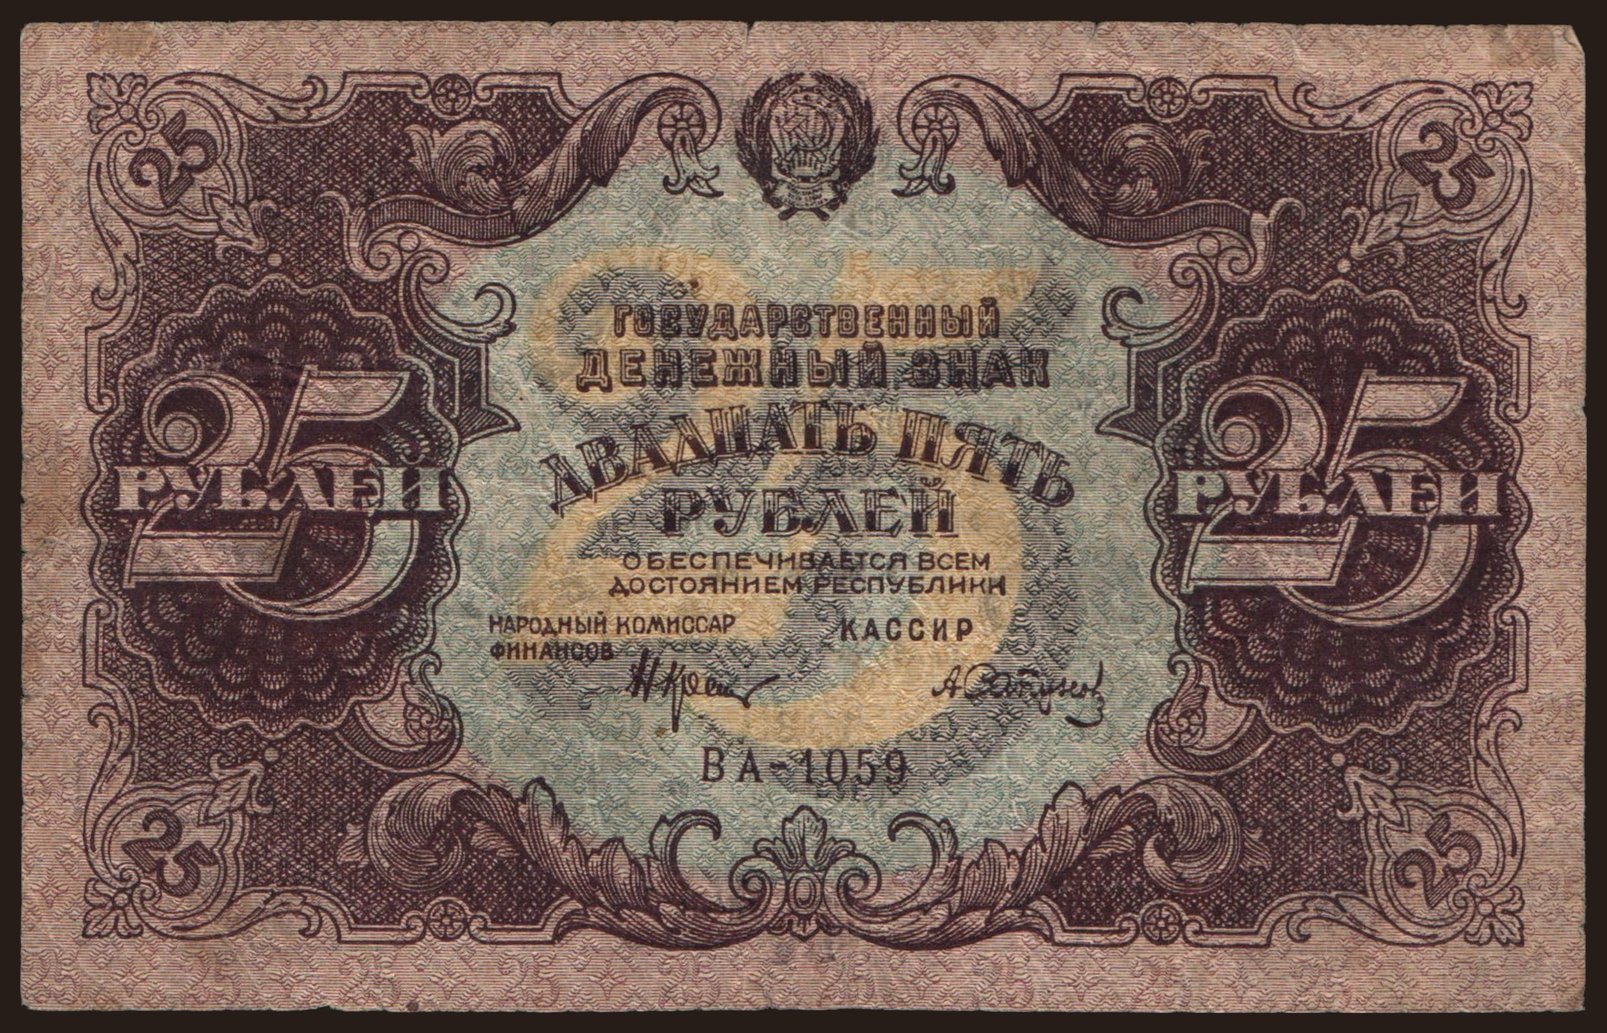 25
25
ГОСУДАРСТВЕННЫЙ
ДЕНЕЖНЫЙ ЗНАК
ДВАДЦАТЬ ПЯТЬ
РУБЛЕЙ
25
РУБЛЕЙ
25
РУБЛЕЙ
ОБЕСПЕЧИВАЕТСЯ ВСЕМ
ДОСТОЯНИЕМ РЕСПУБЛИКИ
НАРОДНЫЙ КОМИССАР
ФИНАНСОВ
КАССИР
ВА-1059
25
25